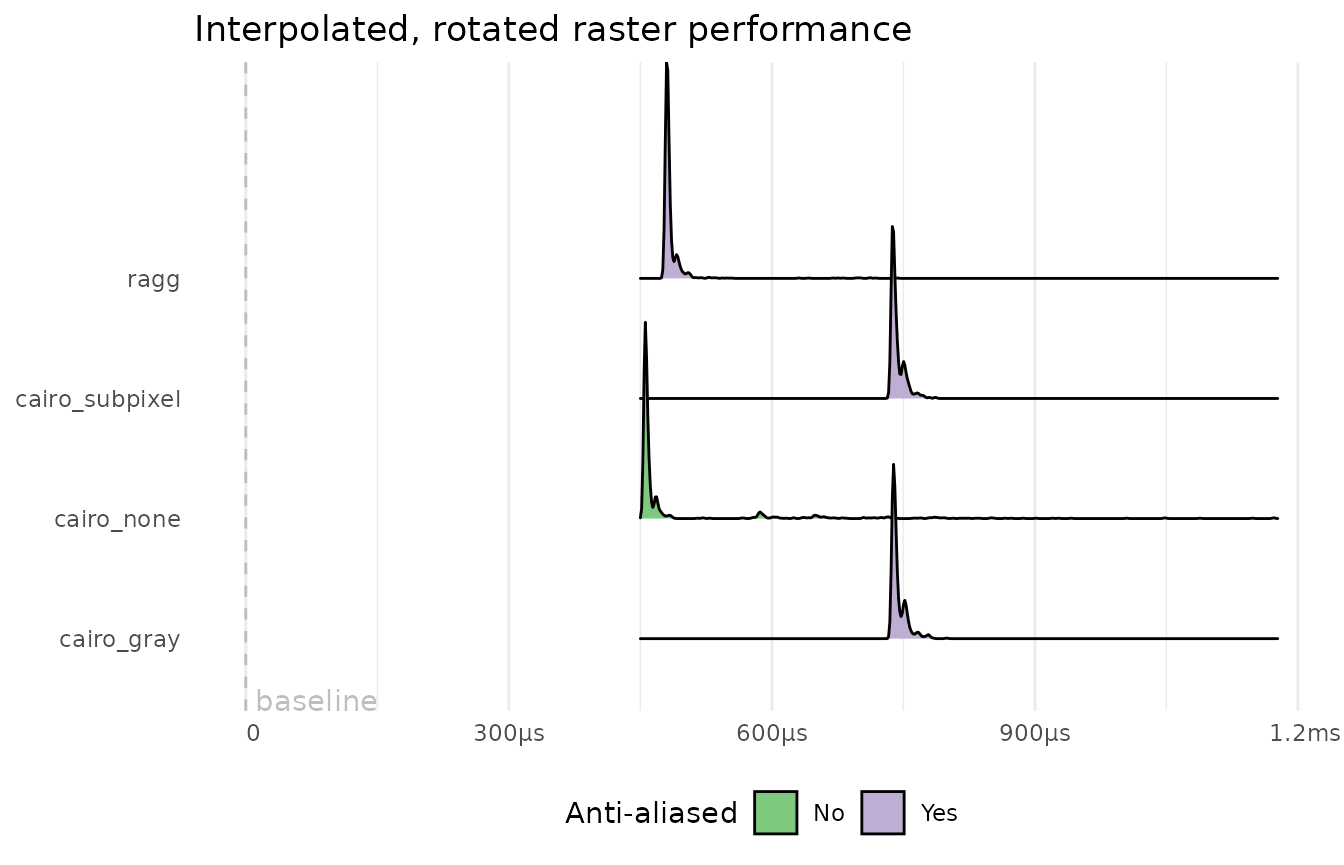 Interpolated, rotated raster performance
ragg
cairo_subpixel
cairo_none
cairo_gray
baseline
0 300µs 600µs 900µs 1.2ms
Anti-aliased No Yes